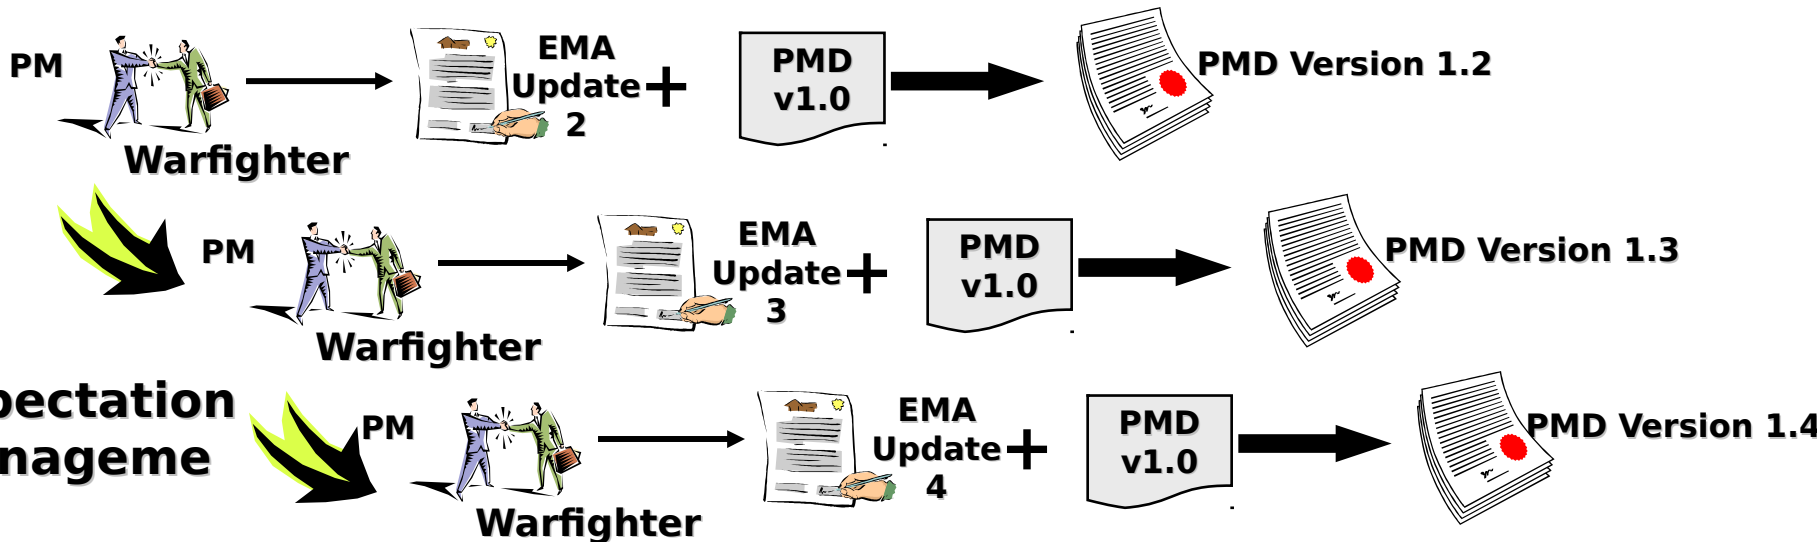 PM
Warfighter
EMA
Update
2
+
PMD
v1.0
PMD Version 1.2
PM
Warfighter
EMA
Update
3
+
PMD
v1.0
PMD Version 1.3
pectation
nageme
PM
Warfighter
EMA
Update
4
+
PMD
v1.0
PMD Version 1.4